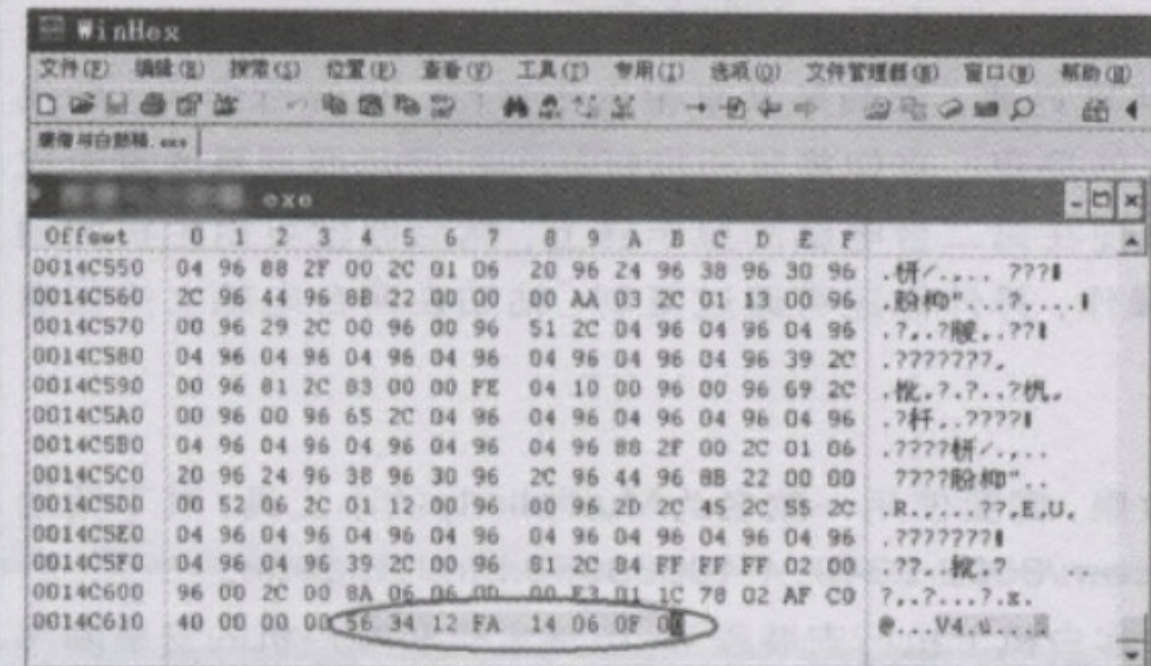 WinHex
文件(F) 编辑(E) 搜索(S) 位置(P) 查看(V) 工具(T) 专用(I) 选项(O) 文件管理器(M) 窗口(W) 帮助(H)
.exe
exe
Offset 0 1 2 3 4 5 6 7 8 9 A B C D E F
0014C550 04 96 88 2F 00 2C 01 06 20 96 24 96 38 96 30 96
0014C560 2C 96 44 96 8B 22 00 00 00 AA 03 2C 01 13 00 96
0014C570 00 96 29 2C 00 96 00 96 51 2C 04 96 04 96 04 96
0014C580 04 96 04 96 04 96 04 96 04 96 04 96 04 96 39 2C
0014C590 00 96 81 2C 83 00 00 FE 04 10 00 96 00 96 69 2C
0014C5A0 00 96 00 96 65 2C 04 96 04 96 04 96 04 96 04 96
0014C5B0 04 96 04 96 04 96 04 96 04 96 88 2F 00 2C 01 06
0014C5C0 20 96 24 96 38 96 30 96 2C 96 44 96 8B 22 00 00
0014C5D0 00 52 06 2C 01 12 00 96 00 96 2D 2C 45 2C 55 2C .R.....??,E,U,
0014C5E0 04 96 04 96 04 96 04 96 04 96 04 96 04 96 04 96
0014C5F0 04 96 04 96 39 2C 00 96 81 2C 84 FF FF FF 02 00
0014C600 96 00 2C 00 8A 06 06 0D 00 E3 01 1C 78 02 AF C0
0014C610 40 00 00 00 56 34 12 FA 14 06 0F 00